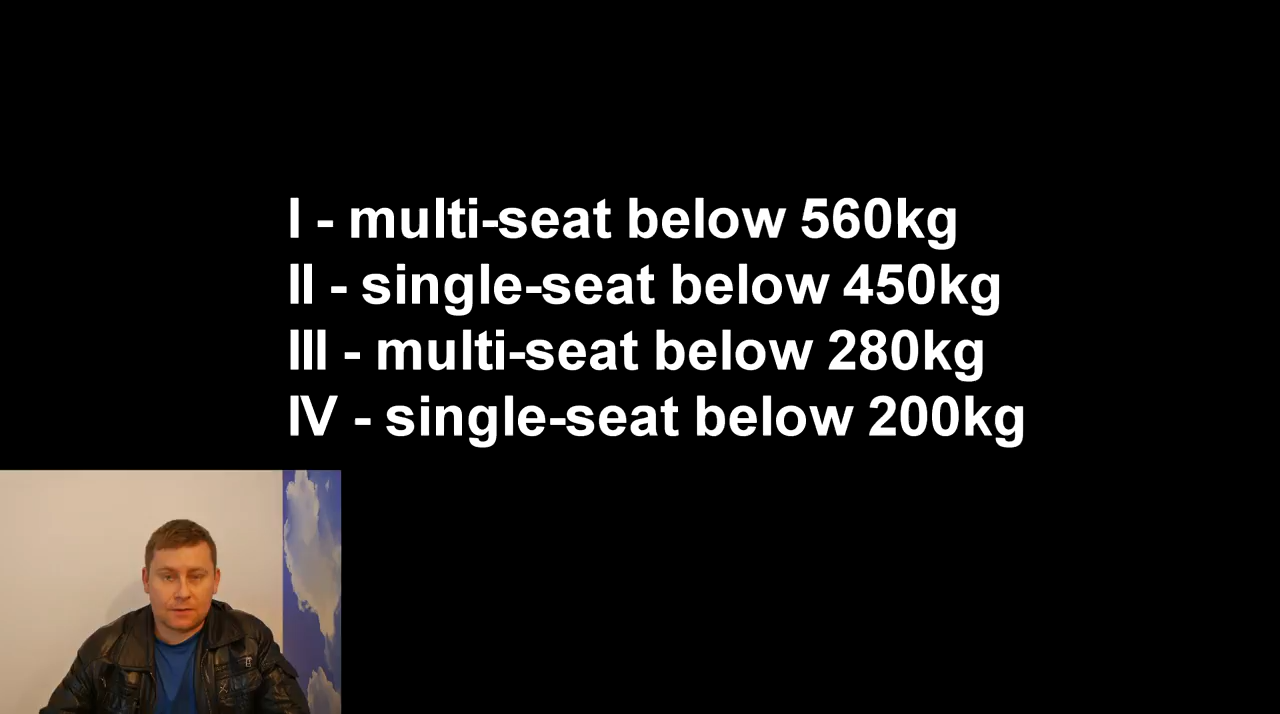 I - multi-seat below 560kg
II - single-seat below 450kg
III - multi-seat below 280kg
IV - single-seat below 200kg